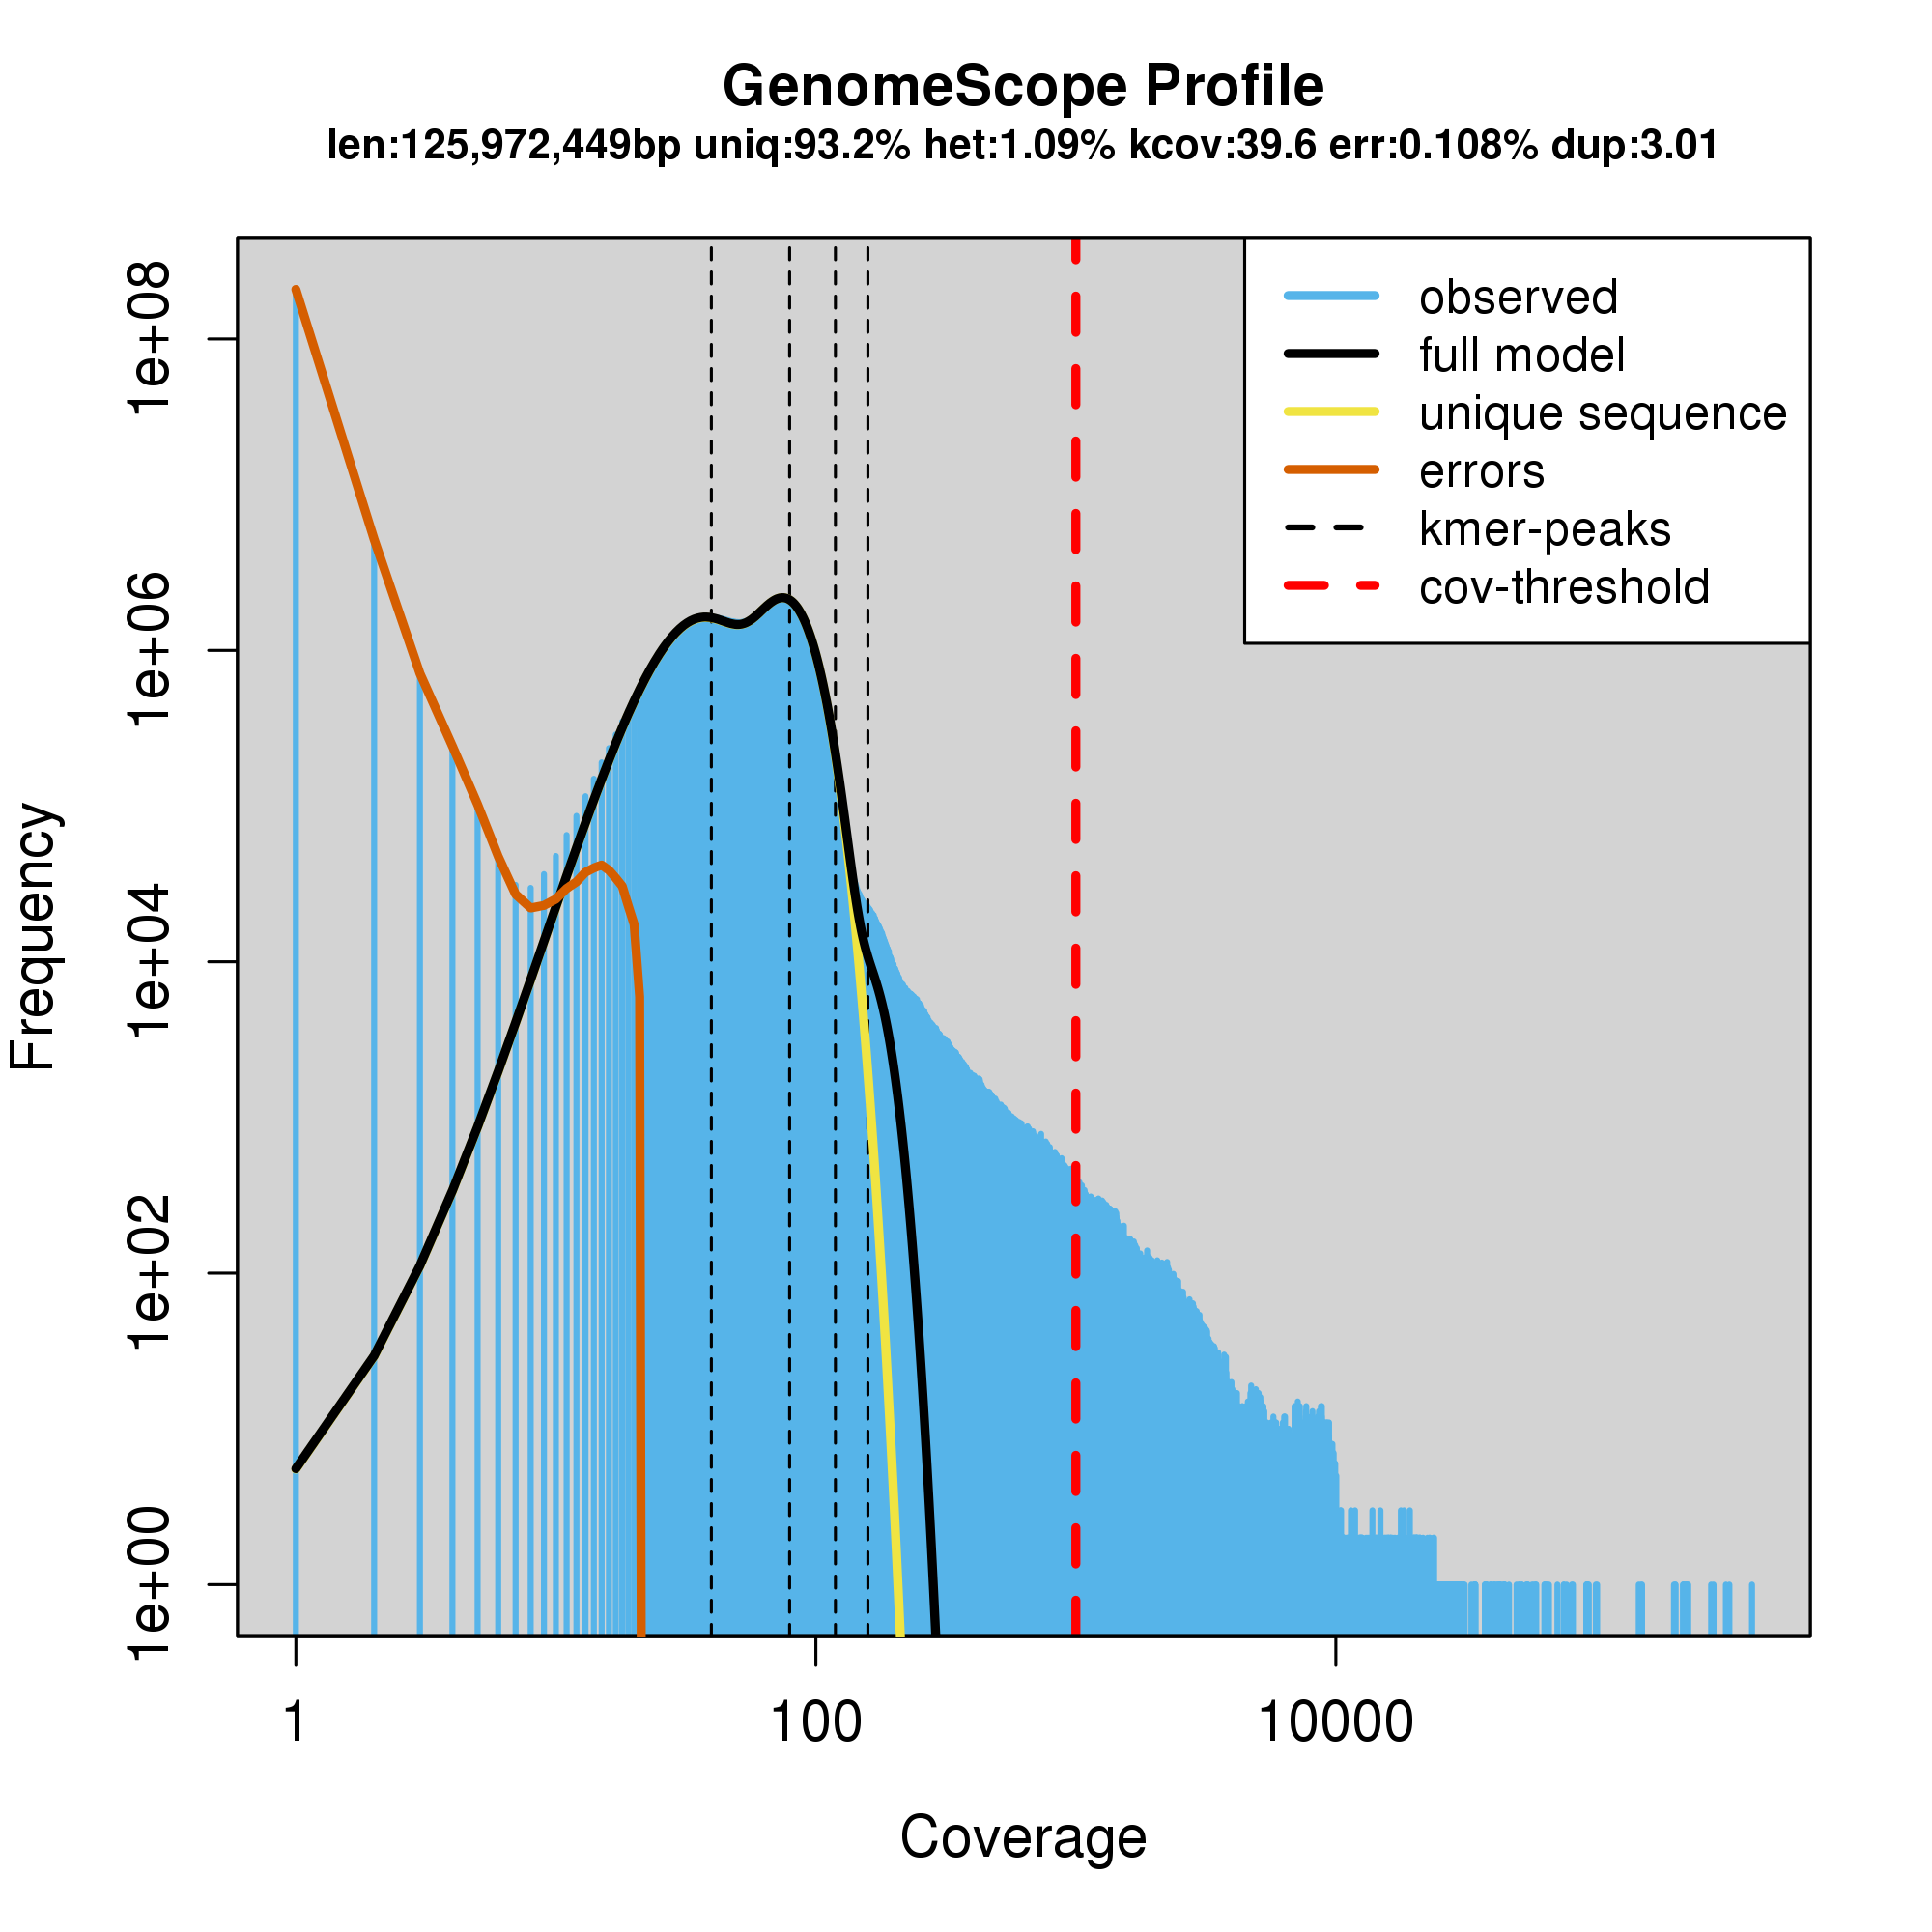 GenomeScope Profile
len:125,972,449bp uniq:93.2% het:1.09% kcov:39.6 err:0.108% dup:3.01
observed
full model
unique sequence
errors
kmer-peaks
cov-threshold
Frequency
1e+08
1e+06
1e+04
1e+02
1e+00
1
100
10000
Coverage